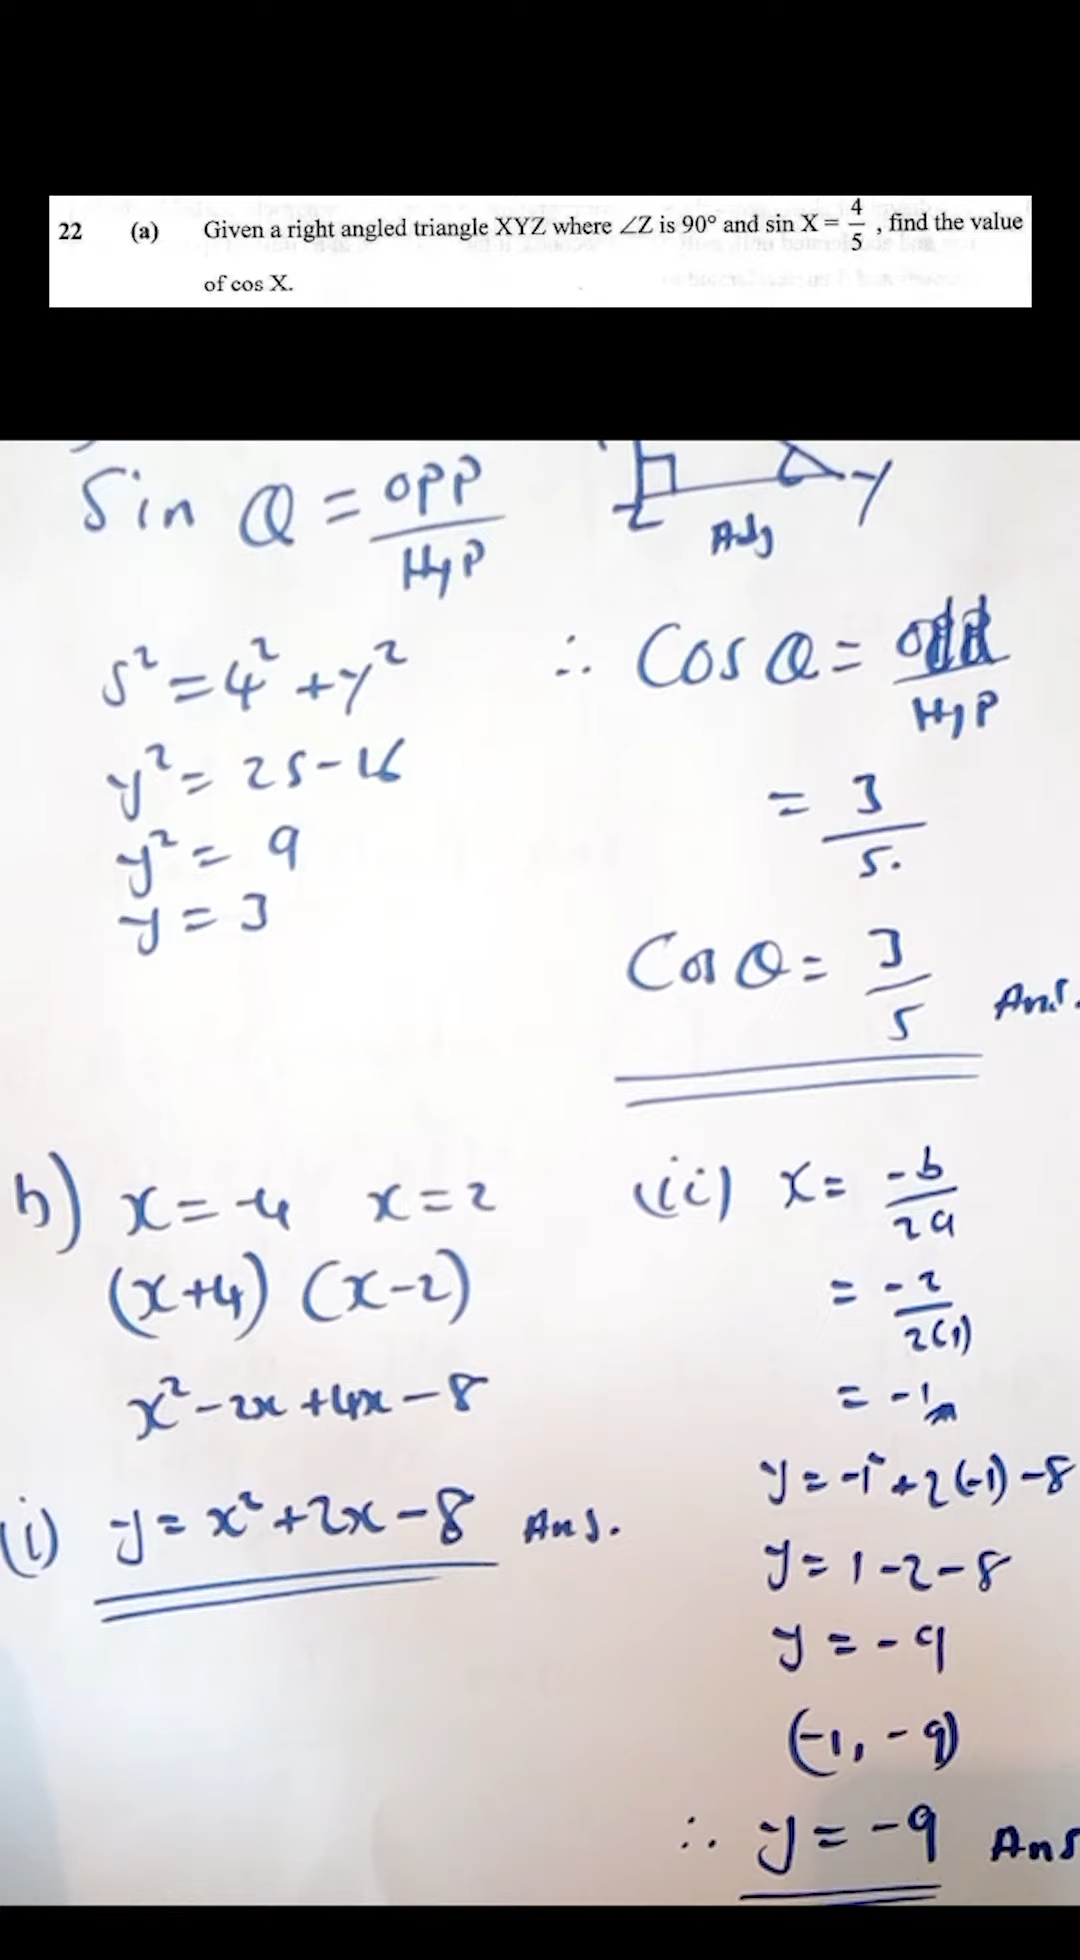 22 (a) Given a right angled triangle XYZ where ∠Z is 90° and sin X = 4/5, find the value
of cos X.
Sin Q = opp/Hyp
Z Adj Y
5² = 4² + y²
y² = 25 - 16
y² = 9
y = 3
∴ Cos Q = /Hyp
= 3/5.
Cos Q = 3/5 Ans.
b) x = -4 x = 2
(x+4) (x-2)
x² - 2x + 4x - 8
(i) y = x² + 2x - 8 Ans.
(ii) x = -b/2a
= -2/2(1)
= -1
y = -1² + 2(-1) - 8
y = 1 - 2 - 8
y = -9
(-1, -9)
∴ y = -9 Ans